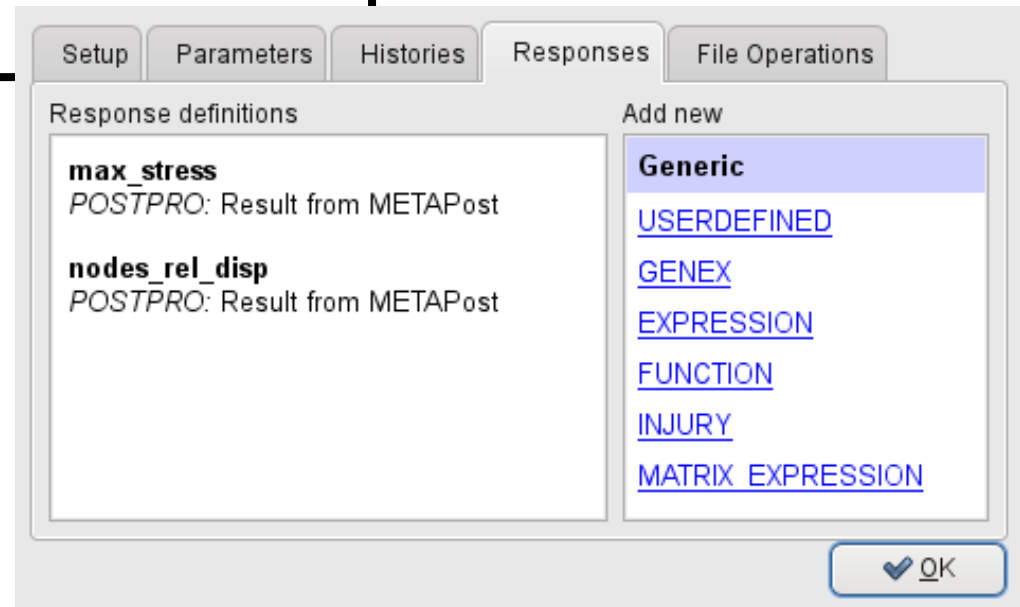 Setup Parameters Histories Responses File Operations
Response definitions
max_stress
POSTPRO: Result from METAPost
nodes_rel_disp
POSTPRO: Result from METAPost
Add new
Generic
USERDEFINED
GENEX
EXPRESSION
FUNCTION
INJURY
MATRIX_EXPRESSION
OK